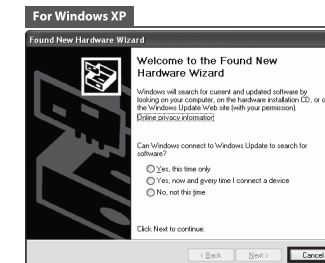 For Windows XP
Found New Hardware Wizard
Welcome to the Found New
Hardware Wizard
Windows will search for current and updated software by
looking on your computer, on the hardware installation CD, or o
the Windows Update Web site (with your permission).
Online privacy information
Can Windows connect to Windows Update to search for
software?
Yes, this time only
Yes, now and every time I connect a device
No, not this time
Click Next to continue.
< Back
Next >
Cancel